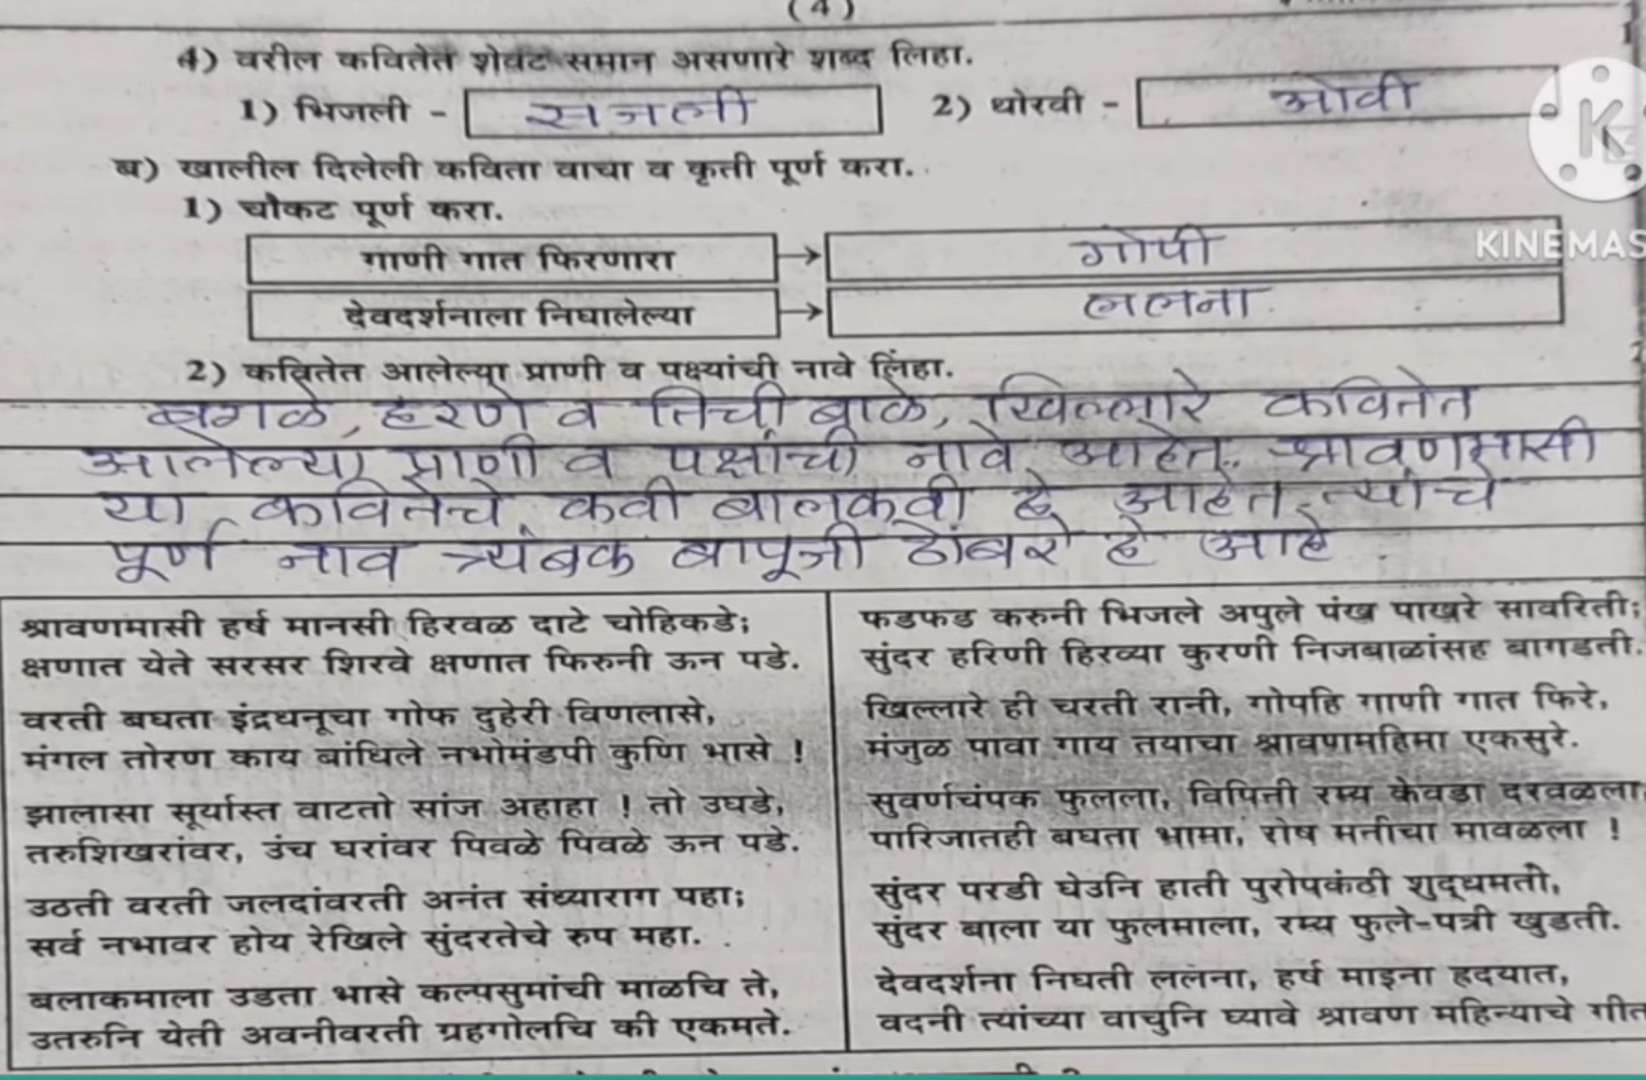 (4)
4) वरील कवितेत शेवट समान असणारे शब्द लिहा.
1) भिजली - सजली 2) थोरवी - ओवी
ब) खालील दिलेली कविता वाचा व कृती पूर्ण करा.
1) चौकट पूर्ण करा.
गाणी गात फिरणारा → गोपी
KINEMAS
देवदर्शनाला निघालेल्या → ललना
2) कवितेत आलेल्या प्राणी व पक्ष्यांची नावे लिहा.
बगळे, हरणे व तिची बाळे, खिल्लारे कवितेत
आलेल्या प्राणी व पक्षांची नावे आहेत. श्रावणमासी
या कवितेचे कवी बालकवी हे आहेत त्यांचे
पूर्ण नाव त्र्यंबक बापूजी ठोंबरे हे आहे
श्रावणमासी हर्ष मानसी हिरवळ दाटे चोहिकडे;
क्षणात येते सरसर शिरवे क्षणात फिरुनी ऊन पडे.
वरती बघता इंद्रधनूचा गोफ दुहेरी विणलासे,
मंगल तोरण काय बांधिले नभोमंडपी कुणि भासे !
झालासा सूर्यास्त वाटतो सांज अहाहा ! तो उघडे,
तरुशिखरांवर, उंच घरांवर पिवळे पिवळे ऊन पडे.
उठती वरती जलदांवरती अनंत संध्याराग पहा;
सर्व नभावर होय रेखिले सुंदरतेचे रुप महा.
बलाकमाला उडता भासे कल्पसुमांची माळचि ते,
उतरुनि येती अवनीवरती ग्रहगोलचि की एकमते.
फडफड करुनी भिजले अपुले पंख पाखरे सावरिती;
सुंदर हरिणी हिरव्या कुरणी निजबाळांसह बागडती.
खिल्लारे ही चरती रानी, गोपहि गाणी गात फिरे,
मंजुळ पावा गाय तयाचा श्रावणमहिमा एकसुरे.
सुवर्णचंपक फुलला, विपिनी रम्य केवडा दरवळला,
पारिजातही बघता भामा, रोष मनीचा मावळला !
सुंदर परडी घेउनि हाती पुरोपकंठी शुद्धमती,
सुंदर बाला या फुलमाला, रम्य फुले-पत्री खुडती.
देवदर्शना निघती ललना, हर्ष माइना हृदयात,
वदनी त्यांच्या वाचुनि घ्यावे श्रावण महिन्याचे गीत